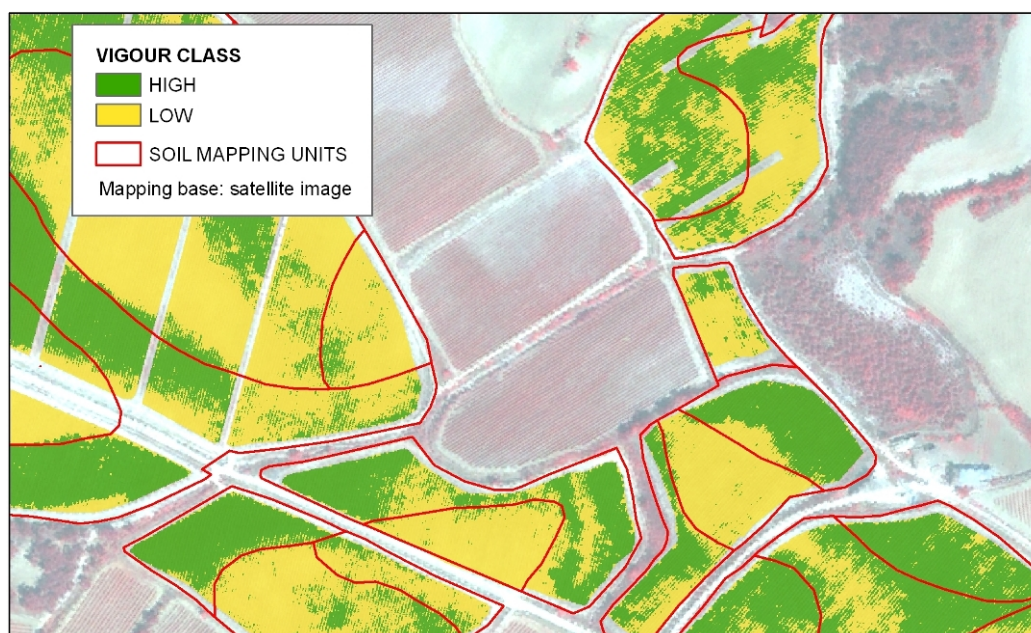 VIGOUR CLASS
HIGH
LOW
SOIL MAPPING UNITS
Mapping base: satellite image